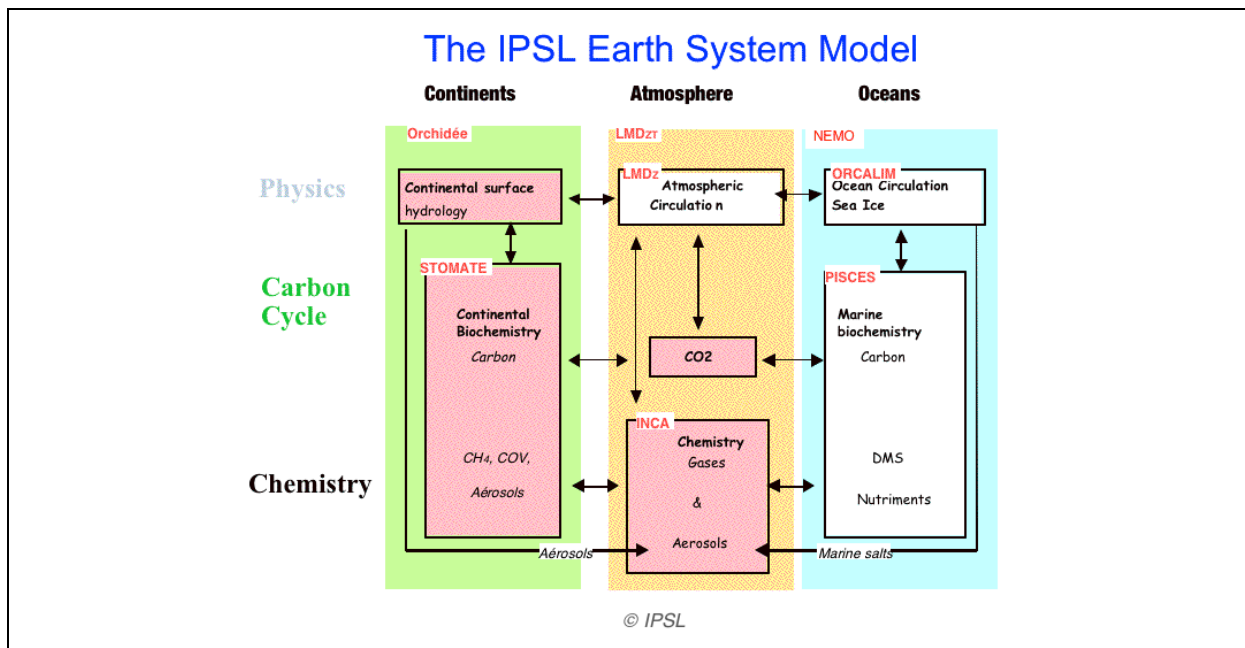 The IPSL Earth System Model
Continents Atmosphere Oceans
Orchidée LMDZT NEMO
Physics
Continental surface
hydrology
LMDz
Atmospheric
Circulatio n
ORCALIM
Ocean Circulation
Sea Ice
Carbon
Cycle
STOMATE
Continental
Biochemistry
Carbon
CO2
PISCES
Marine
biochemistry
Carbon
Chemistry
CH4, COV,
Aérosols
INCA
Chemistry
Gases
&
Aerosols
DMS
Nutriments
Aérosols
Marine salts
© IPSL